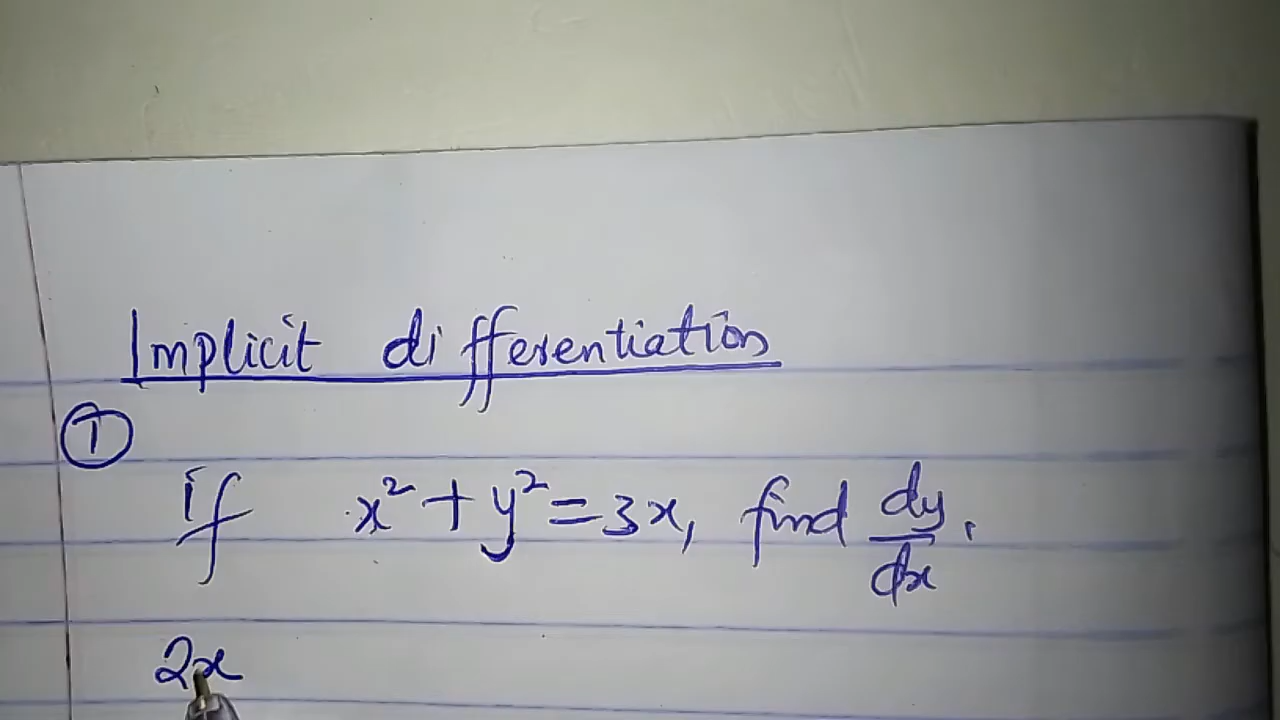 Implicit differentiation
①
if x² + y² = 3x, find dy/dx.
2x